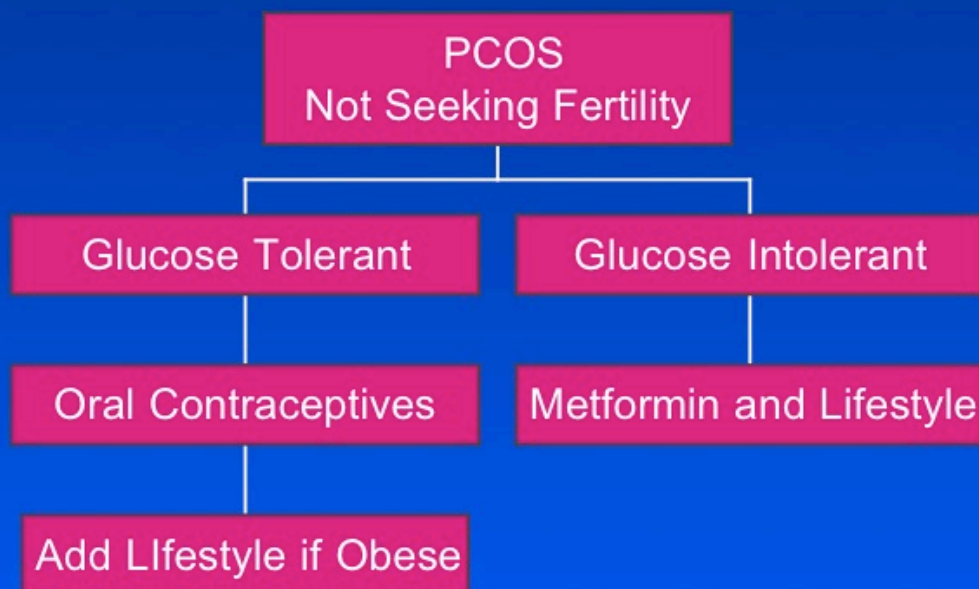 PCOS
Not Seeking Fertility
Glucose Tolerant
Glucose Intolerant
Oral Contraceptives
Metformin and Lifestyle
Add LIfestyle if Obese